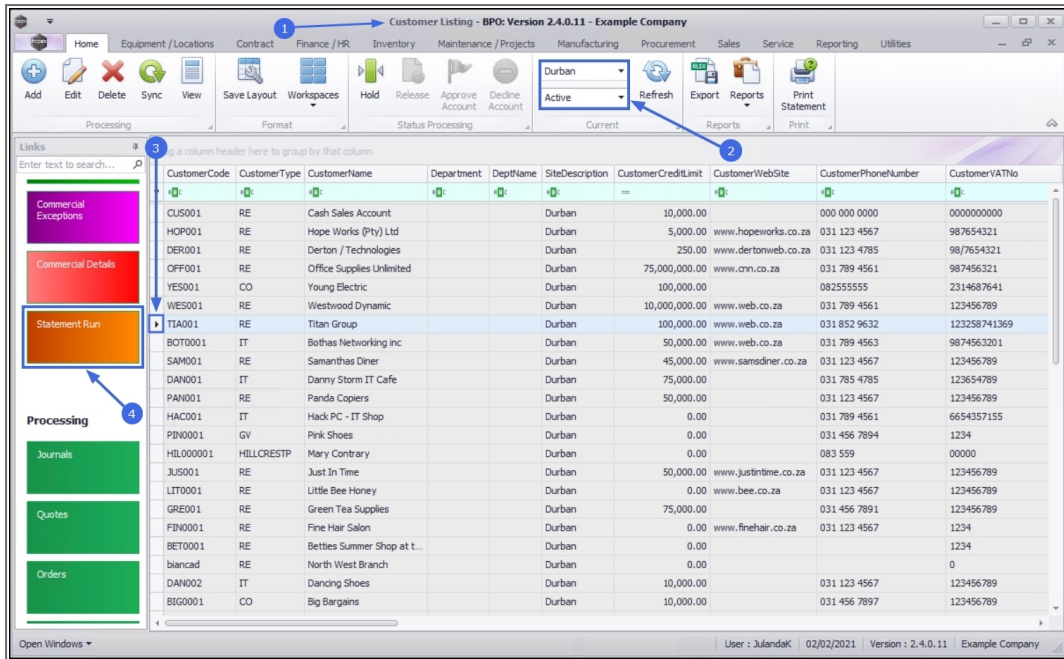 1
Customer Listing - BPO: Version 2.4.0.11 - Example Company
Home Equipment / Locations Contract Finance / HR Inventory Maintenance / Projects Manufacturing Procurement Sales Service Reporting Utilities
Add Edit Delete Sync View Save Layout Workspaces Hold Release Approve Account Decline Account Durban Active Refresh Export Reports Print Statement
Processing Format Status Processing Current Reports Print
2
3
Links
g a column header here to group by that column
Enter text to search...
CustomerCode CustomerType CustomerName Department DeptName SiteDescription CustomerCreditLimit CustomerWebSite CustomerPhoneNumber CustomerVATNo
=
CUS001 RE Cash Sales Account Durban 10,000.00 000 000 0000 0000000000
HOP001 RE Hope Works (Pty) Ltd Durban 5,000.00 www.hopeworks.co.za 031 123 4567 987654321
DER001 RE Derton / Technologies Durban 250.00 www.dertonweb.co.za 031 123 4785 98/7654321
OFF001 RE Office Supplies Unlimited Durban 75,000,000.00 www.cnn.co.za 031 789 4561 987456321
YES001 CO Young Electric Durban 100,000.00 082555555 2314687641
WES001 RE Westwood Dynamic Durban 10,000,000.00 www.web.co.za 031 789 4561 123456789
TIA001 RE Titan Group Durban 100,000.00 www.web.co.za 031 852 9632 123258741369
BOT0001 IT Bothas Networking inc Durban 50,000.00 www.web.co.za 031 789 4563 9874563201
SAM001 RE Samanthas Diner Durban 45,000.00 www.samsdiner.co.za 031 123 4567 123456789
DAN001 IT Danny Storm IT Cafe Durban 75,000.00 031 785 4785 123654789
PAN001 RE Panda Copiers Durban 50,000.00 031 123 4567 123456789
HAC001 IT Hack PC - IT Shop Durban 0.00 031 789 4561 6654357155
PIN0001 GV Pink Shoes Durban 0.00 031 456 7894 1234
HIL000001 HILLCRESTP Mary Contrary Durban 0.00 083 559 00000
JUS001 RE Just In Time Durban 50,000.00 www.justintime.co.za 031 123 4567 123456789
LIT0001 RE Little Bee Honey Durban 0.00 www.bee.co.za 031 123 4567 123456789
GRE001 RE Green Tea Supplies Durban 75,000.00 031 456 7891 123456789
FIN0001 RE Fine Hair Salon Durban 0.00 www.finehair.co.za 031 123 4567 1234
BET0001 RE Betties Summer Shop at t... Durban 0.00 1234
biancad RE North West Branch Durban 0.00 0
DAN002 IT Dancing Shoes Durban 10,000.00 031 123 4567 123456789
BIG0001 CO Big Bargains Durban 10,000.00 031 456 7897 123456789
Commercial Exceptions
Commercial Details
Statement Run
4
Processing
Journals
Quotes
Orders
Open Windows User : JulandaK 02/02/2021 Version : 2.4.0.11 Example Company